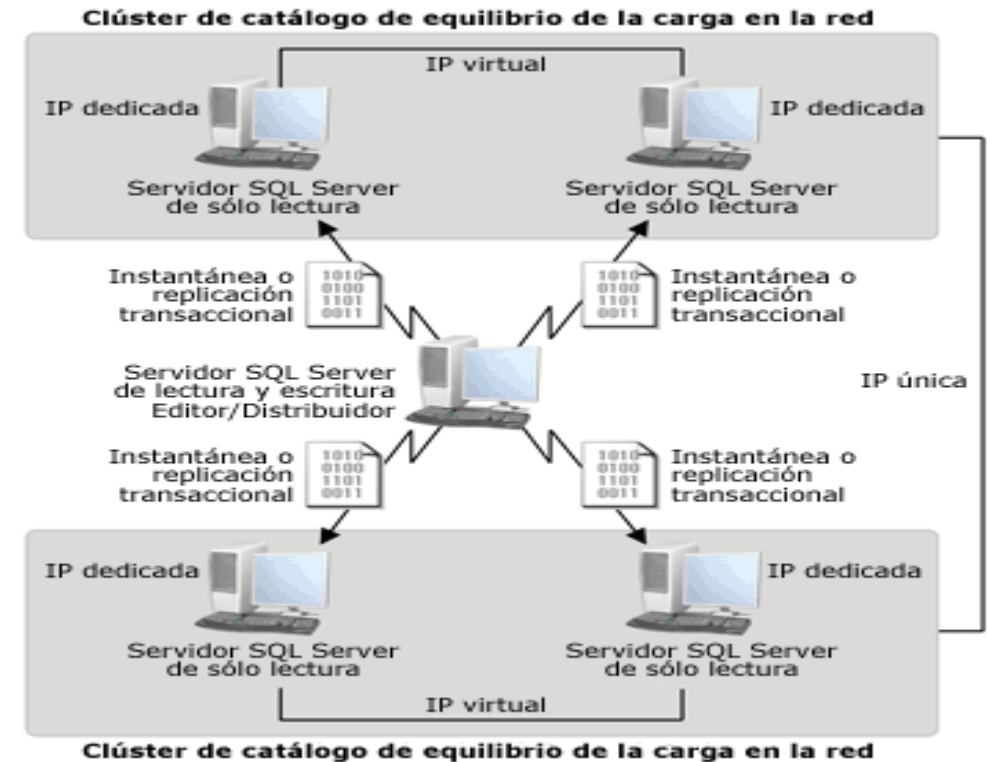 Clúster de catálogo de equilibrio de la carga en la red
IP virtual
IP dedicada
IP dedicada
Servidor SQL Server
de sólo lectura
Servidor SQL Server
de sólo lectura
Instantánea o
replicación
transaccional
1010
0100
1101
0011
1010
0100
1101
0011
Instantánea o
replicación
transaccional
Servidor SQL Server
de lectura y escritura
Editor/Distribuidor
IP única
Instantánea o
replicación
transaccional
1010
0100
1101
0011
1010
0100
1101
0011
Instantánea o
replicación
transaccional
IP dedicada
IP dedicada
Servidor SQL Server
de sólo lectura
Servidor SQL Server
de sólo lectura
IP virtual
Clúster de catálogo de equilibrio de la carga en la red